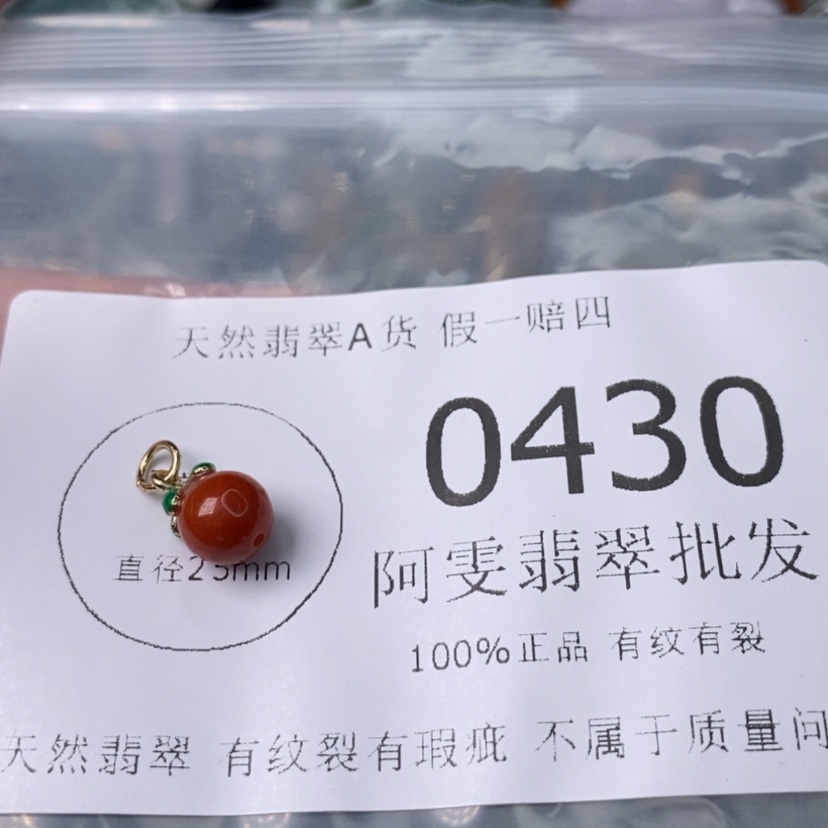 天然翡翠A货 假一赔四
0430
直径25mm
阿雯翡翠批发
100%正品 有纹有裂
天然翡翠 有纹裂有瑕疵 不属于质量问